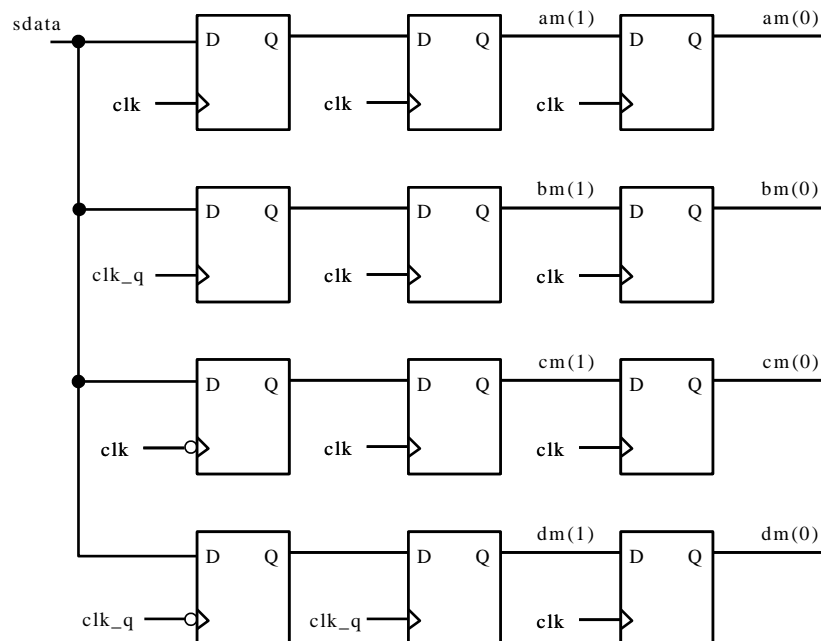 sdata
D Q D Q am(1) D Q am(0)
clk clk clk
D Q D Q bm(1) D Q bm(0)
clk_q clk clk
D Q D Q cm(1) D Q cm(0)
clk clk clk
D Q D Q dm(1) D Q dm(0)
clk_q clk_q clk